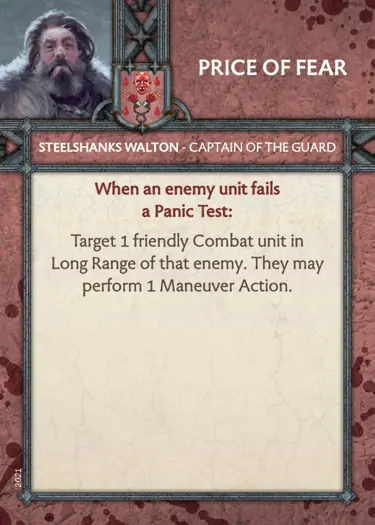 PRICE OF FEAR
STEELSHANKS WALTON - CAPTAIN OF THE GUARD
When an enemy unit fails
a Panic Test:
Target 1 friendly Combat unit in
Long Range of that enemy. They may
perform 1 Maneuver Action.
2021